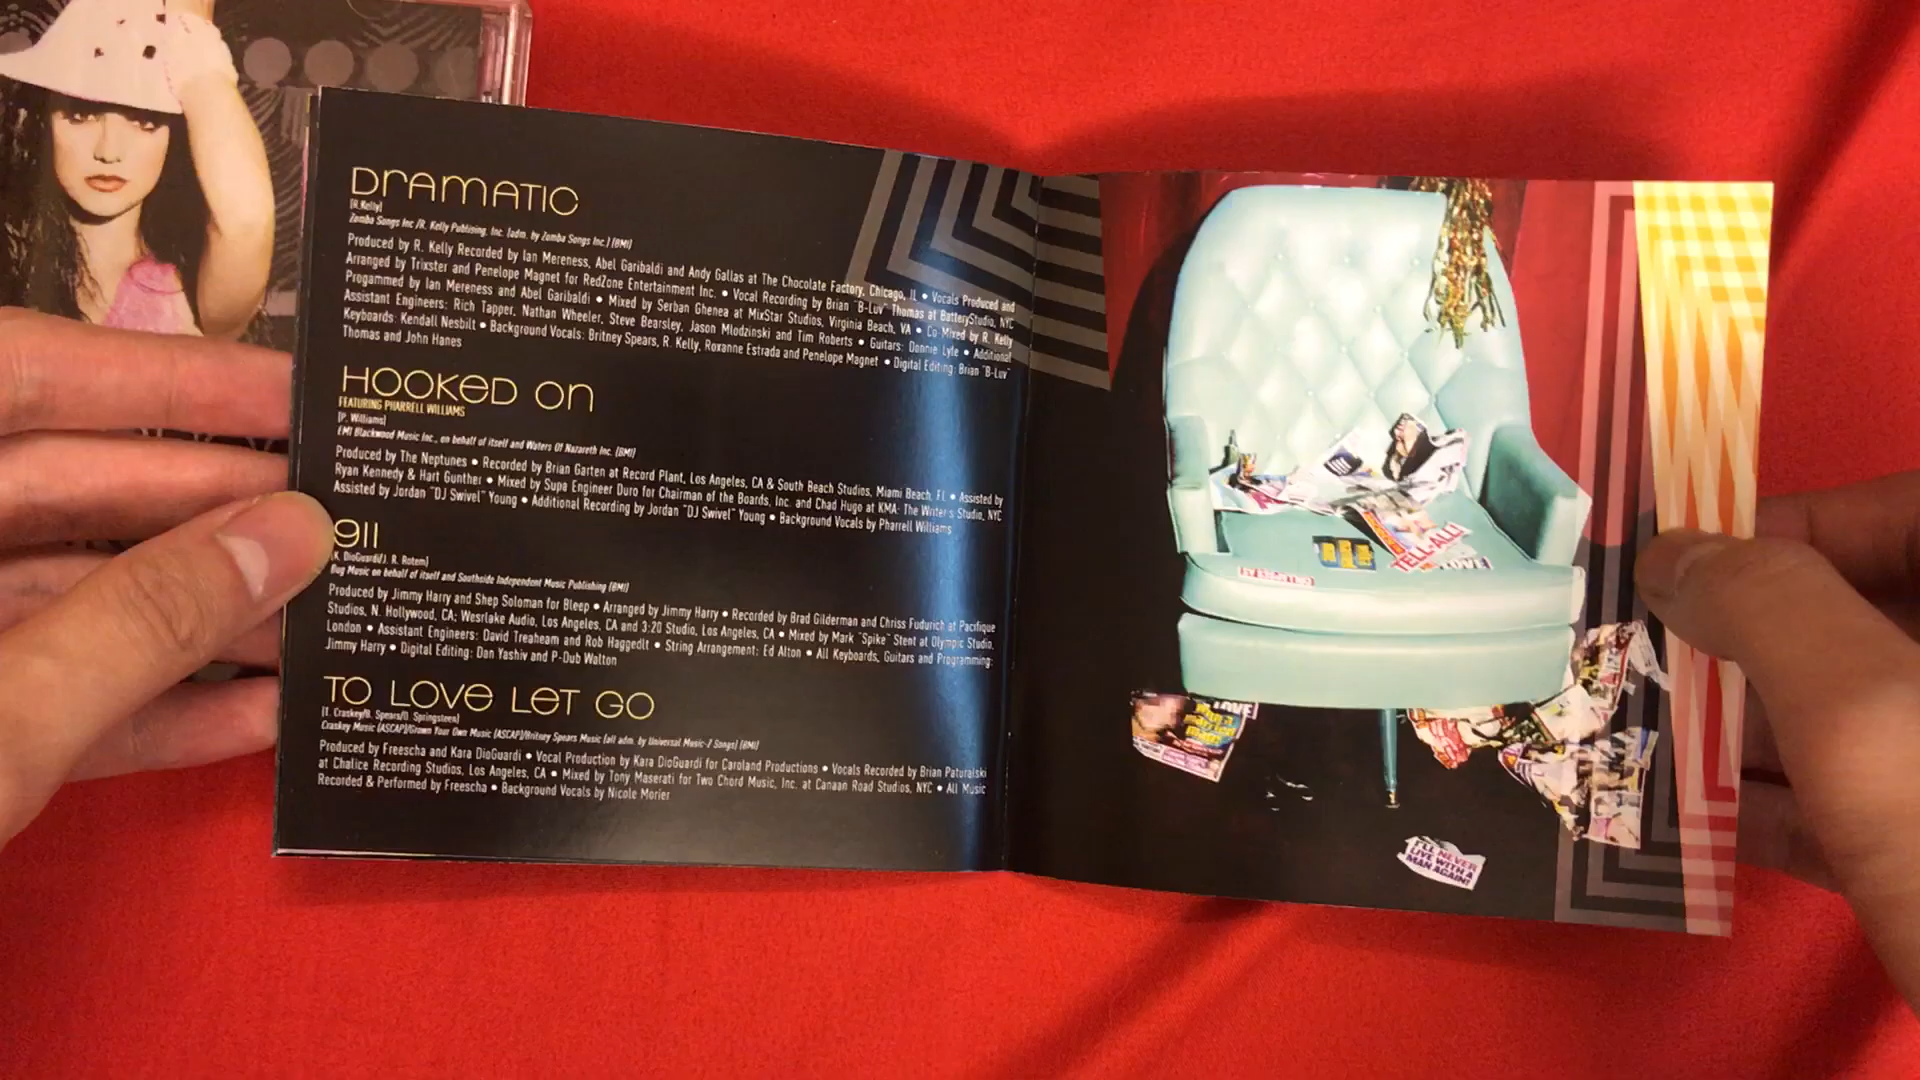 DRAMATIC
[R.Kelly]
Zomba Songs Inc./R. Kelly Publising, Inc. [adm. by Zomba Songs Inc.] [BMI]
Produced by R. Kelly Recorded by Ian Mereness, Abel Garibaldi and Andy Gallas at The Chocolate Factory, Chicago, IL • Vocals Produced and
Arranged by Trixster and Penelope Magnet for RedZone Entertainment Inc. • Vocal Recording by Brian "B-Luv" Thomas at BatteryStudio, NYC
Progammed by Ian Mereness and Abel Garibaldi • Mixed by Serban Ghenea at MixStar Studios, Virginia Beach, VA • Co-Mixed by R. Kelly
Assistant Engineers: Rich Tapper, Nathan Wheeler, Steve Bearsley, Jason Mlodzinski and Tim Roberts • Guitars: Donnie Lyle • Additional
Keyboards: Kendall Nesbilt • Background Vocals: Britney Spears, R. Kelly, Roxanne Estrada and Penelope Magnet • Digital Editing: Brian "B-Luv"
Thomas and John Hanes
HOOKED ON
FEATURING PHARRELL WILLIAMS
[P. Williams]
EMI Blackwood Music Inc., on behalf of itself and Waters Of Nazareth Inc. [BMI]
Produced by The Neptunes • Recorded by Brian Garten at Record Plant, Los Angeles, CA & South Beach Studios, Miami Beach, FL • Assisted by
Ryan Kennedy & Hart Gunther • Mixed by Supa Engineer Duro for Chairman of the Boards, Inc. and Chad Hugo at KMA- The Writer s Studio, NYC
Assisted by Jordan "DJ Swivel" Young • Additional Recording by Jordan "DJ Swivel" Young • Background Vocals by Pharrell Williams
911
[K. DioGuardi/J. R. Rotem]
Bug Music on behalf of itself and Southside Independent Music Publishing [BMI]
Produced by Jimmy Harry and Shep Soloman for Bleep • Arranged by Jimmy Harry • Recorded by Brad Gilderman and Chriss Fudurich at Pacifique
Studios, N. Hollywood, CA; Wesrlake Audio, Los Angeles, CA and 3:20 Studio, Los Angeles, CA • Mixed by Mark "Spike" Stent at Olympic Studio,
London • Assistant Engineers: David Treaheam and Rob Haggedlt • String Arrangement: Ed Alton • All Keyboards, Guitars and Programming:
Jimmy Harry • Digital Editing: Dan Yashiv and P-Dub Walton
TO LOVE LET GO
[T. Craskey/B. Spears/D. Springsteen]
Craskey Music [ASCAP]/Grown Your Own Music [ASCAP]/Britney Spears Music [all adm. by Universal Music-Z Songs] [BMI]
Produced by Freescha and Kara DioGuardi • Vocal Production by Kara DioGuardi for Caroland Productions • Vocals Recorded by Brian Paturalski
at Chalice Recording Studios, Los Angeles, CA • Mixed by Tony Maserati for Two Chord Music, Inc. at Canaan Road Studios, NYC • All Music
Recorded & Performed by Freescha • Background Vocals by Nicole Morier
TELL-ALL!
LOVE
LOVE
I'LL NEVER
LIVE WITH A
MAN AGAIN!